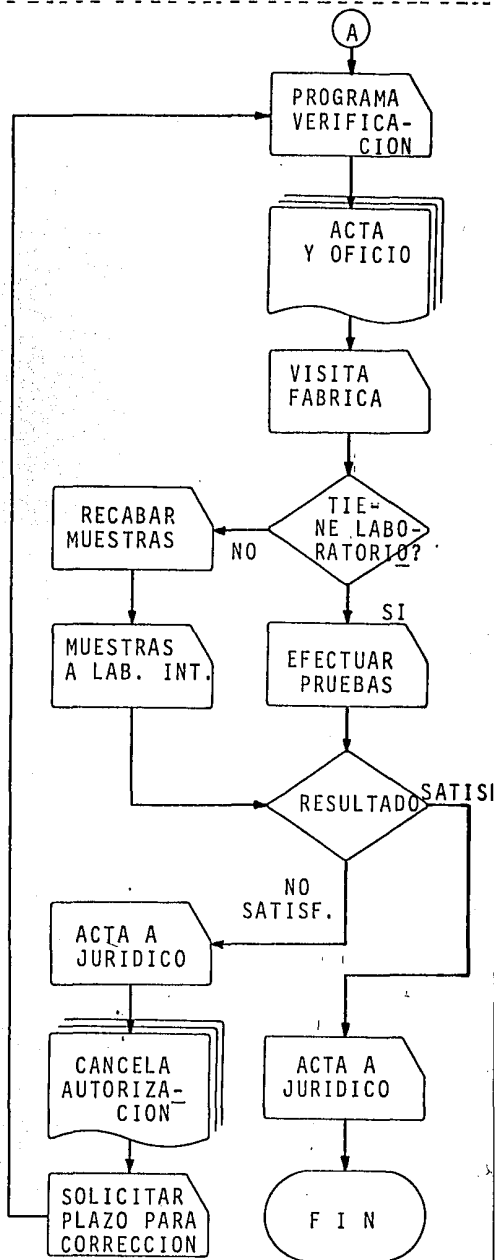 A
PROGRAMA
VERIFICA-
CION
ACTA
Y OFICIO
VISITA
FABRICA
TIE-
NE LABO-
RATORIO?
NO
SI
RECABAR
MUESTRAS
MUESTRAS
A LAB. INT.
EFECTUAR
PRUEBAS
RESULTADO
SATISF
NO
SATISF.
ACTA A
JURIDICO
CANCELA
AUTORIZA-
CION
SOLICITAR
PLAZO PARA
CORRECCION
ACTA A
JURIDICO
F I N